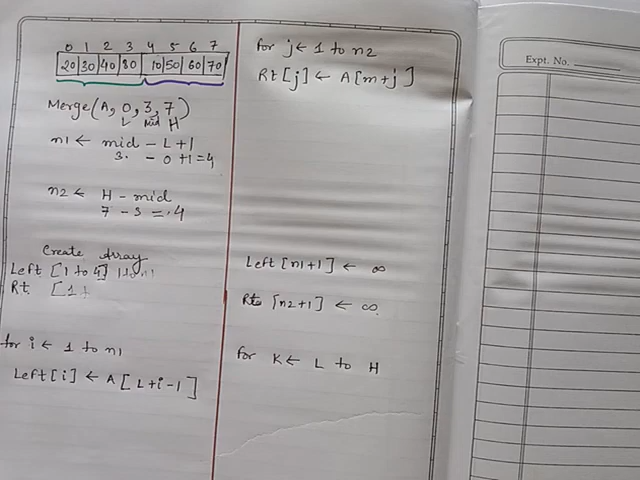 0 1 2 3 4 5 6 7
20 30 40 80 10 50 60 70
Merge(A, 0, 3, 7)
L Mid H
n1 ← mid - L+1
3 - 0 +1 = 4
n2 ← H - mid
7 - 3 = 4
Create Array
Left [1 to 4]
Rt. [1
for i ← 1 to n1
Left[i] ← A[L+i-1]
for j ← 1 to n2
Rt[j] ← A[m+j]
Left [n1+1] ← ∞
Rt [n2+1] ← ∞
for K ← L to H
Expt. No.